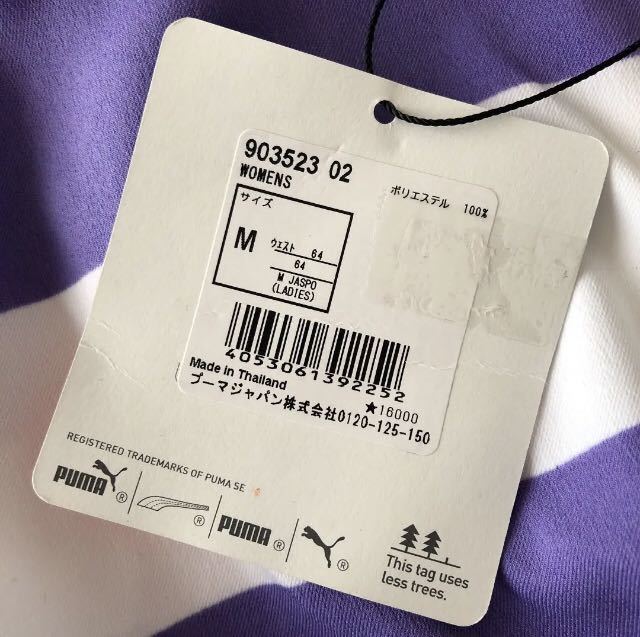 903523 02
WOMENS
ポリエステル 100%
サイズ
M
ウエスト 64
64
M JASPO
(LADIES)
4053061392252
Made in Thailand
★16000
プーマジャパン株式会社0120-125-150
REGISTERED TRADEMARKS OF PUMA SE
PUMA ® ® PUMA ® ®
This tag uses
less trees.